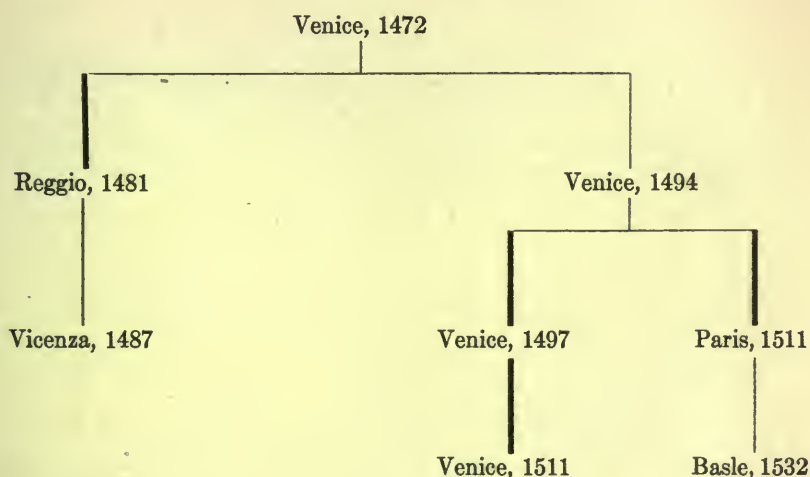 Venice, 1472
Reggio, 1481 Venice, 1494
Vicenza, 1487 Venice, 1497 Paris, 1511
Venice, 1511 Basle, 1532